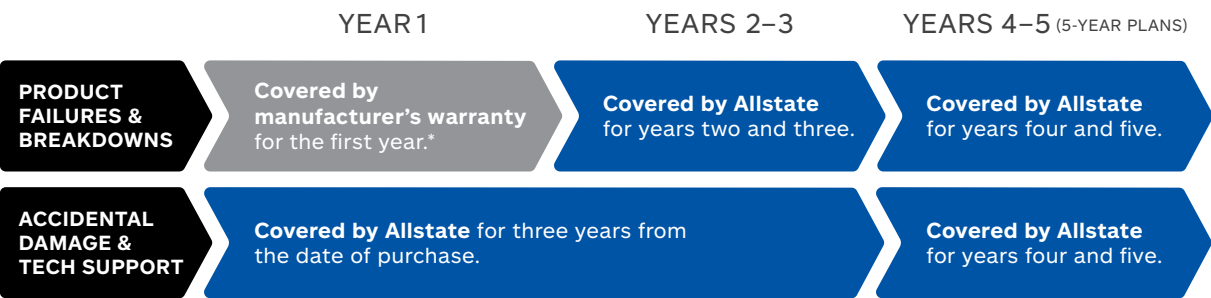 YEAR 1
YEARS 2–3
YEARS 4–5 (5-YEAR PLANS)
PRODUCT
FAILURES &
BREAKDOWNS
Covered by
manufacturer’s warranty
for the first year.*
Covered by Allstate
for years two and three.
Covered by Allstate
for years four and five.
ACCIDENTAL
DAMAGE &
TECH SUPPORT
Covered by Allstate for three years from
the date of purchase.
Covered by Allstate
for years four and five.